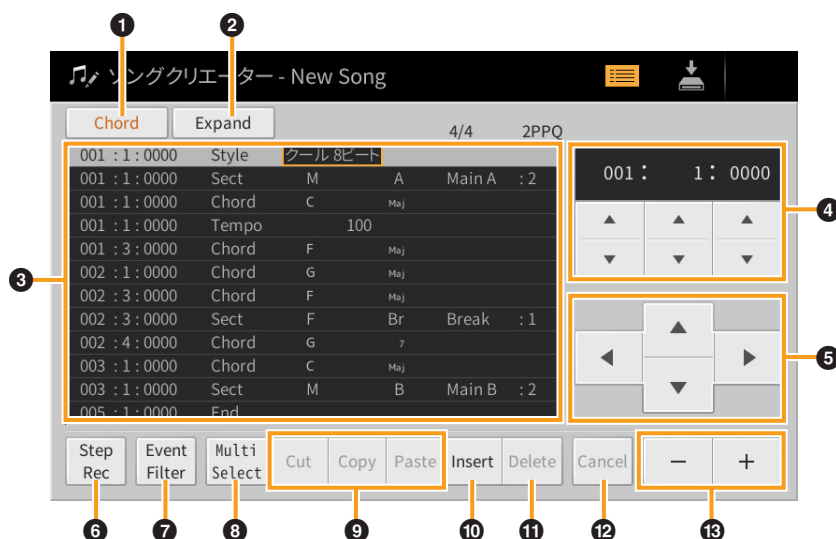 1 2
ソングクリエーター - New Song
Chord Expand 4/4 2PPQ
001 : 1 : 0000 Style クール 8ビート
001 : 1 : 0000 Sect M A Main A : 2
001 : 1 : 0000 Chord C Maj
001 : 1 : 0000 Tempo 100
001 : 3 : 0000 Chord F Maj
002 : 1 : 0000 Chord G Maj
002 : 3 : 0000 Chord F Maj
002 : 3 : 0000 Sect F Br Break : 1
002 : 4 : 0000 Chord G 7
003 : 1 : 0000 Chord C Maj
003 : 1 : 0000 Sect M B Main B : 2
005 : 1 : 0000 End
3
001 : 1 : 0000
4
5
Step Rec
Event Filter
Multi Select
Cut Copy Paste Insert Delete Cancel − +
6 7 8 9 10 11 12 13